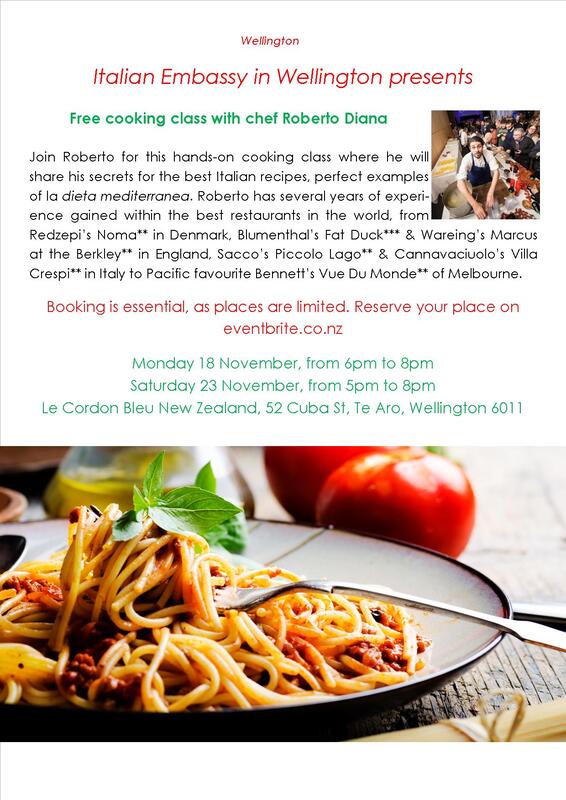 Wellington
Italian Embassy in Wellington presents
Free cooking class with chef Roberto Diana
Join Roberto for this hands-on cooking class where he will
share his secrets for the best Italian recipes, perfect examples
of la dieta mediterranea. Roberto has several years of experi-
ence gained within the best restaurants in the world, from
Redzepi's Noma** in Denmark, Blumenthal's Fat Duck*** & Wareing's Marcus
at the Berkley** in England, Sacco's Piccolo Lago** & Cannavaciuolo's Villa
Crespi** in Italy to Pacific favourite Bennett's Vue Du Monde** of Melbourne.
Booking is essential, as places are limited. Reserve your place on
eventbrite.co.nz
Monday 18 November, from 6pm to 8pm
Saturday 23 November, from 5pm to 8pm
Le Cordon Bleu New Zealand, 52 Cuba St, Te Aro, Wellington 6011